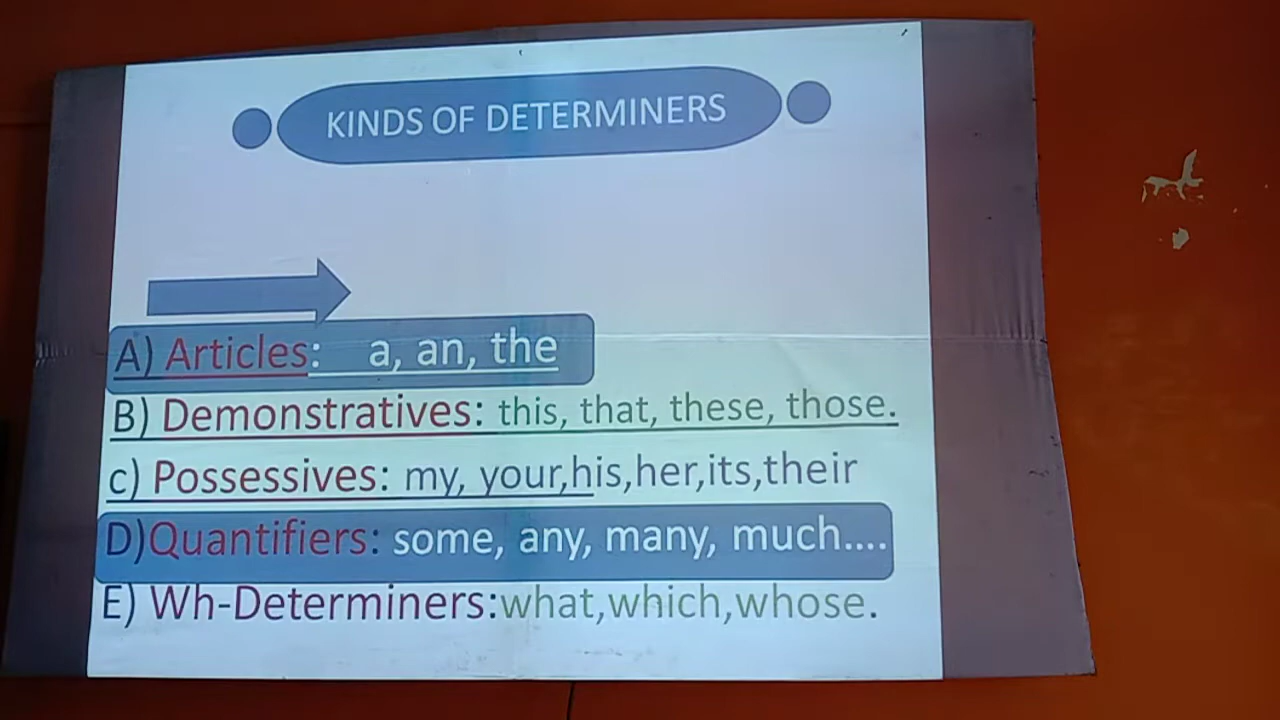 KINDS OF DETERMINERS
A) Articles: a, an, the
B) Demonstratives: this, that, these, those.
c) Possessives: my, your,his,her,its,their
D)Quantifiers: some, any, many, much....
E) Wh-Determiners:what,which,whose.